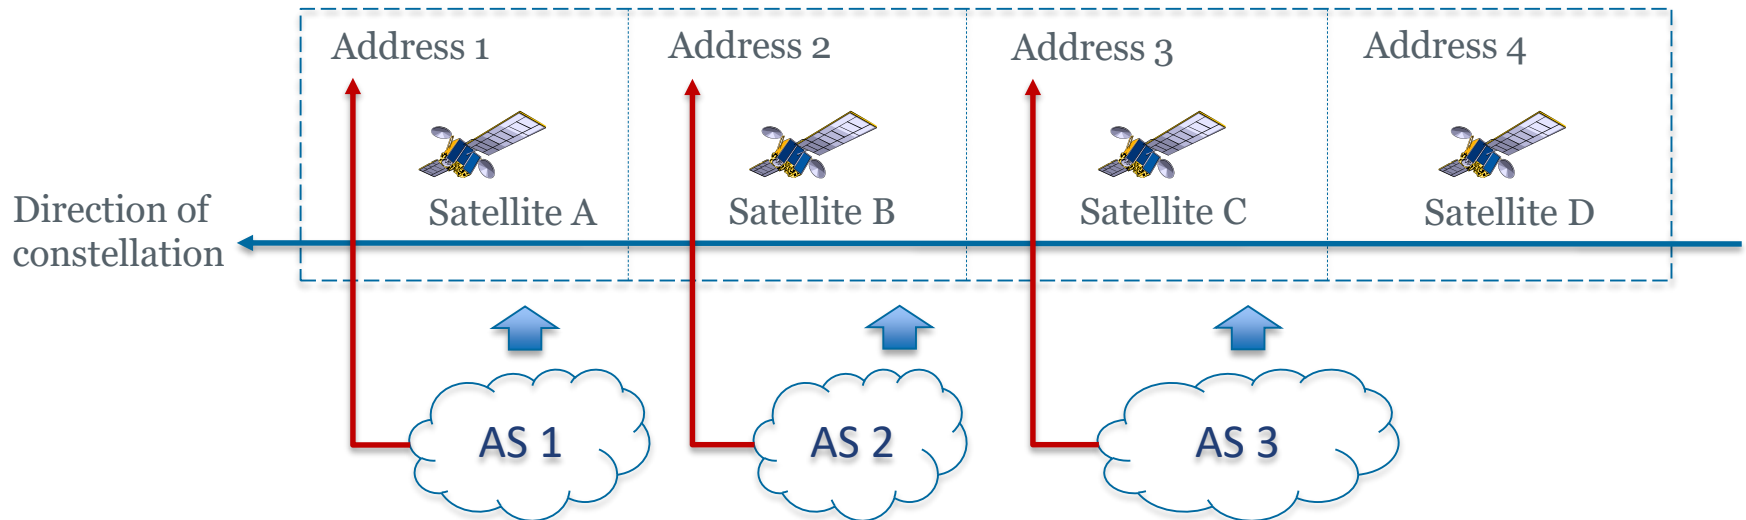 Address 1
Address 2
Address 3
Address 4
Satellite A
Satellite B
Satellite C
Satellite D
Direction of
constellation
AS 1
AS 2
AS 3